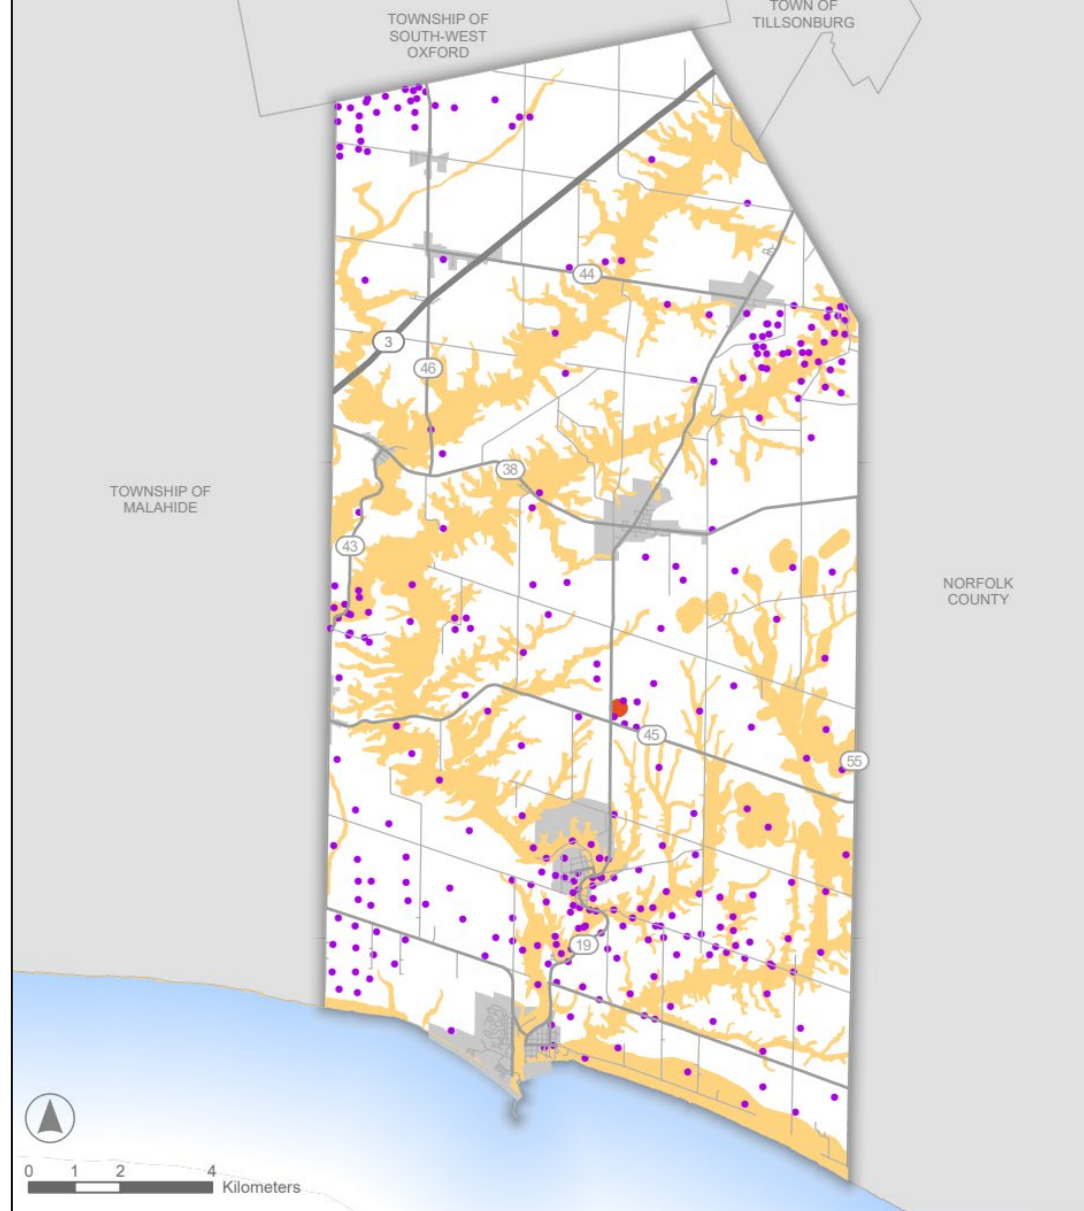 TOWNSHIP OF
SOUTH-WEST
OXFORD
TOWN OF
TILLSONBURG
44
3
46
38
TOWNSHIP OF
MALAHIDE
43
NORFOLK
COUNTY
45
55
19
0 1 2 4
Kilometers